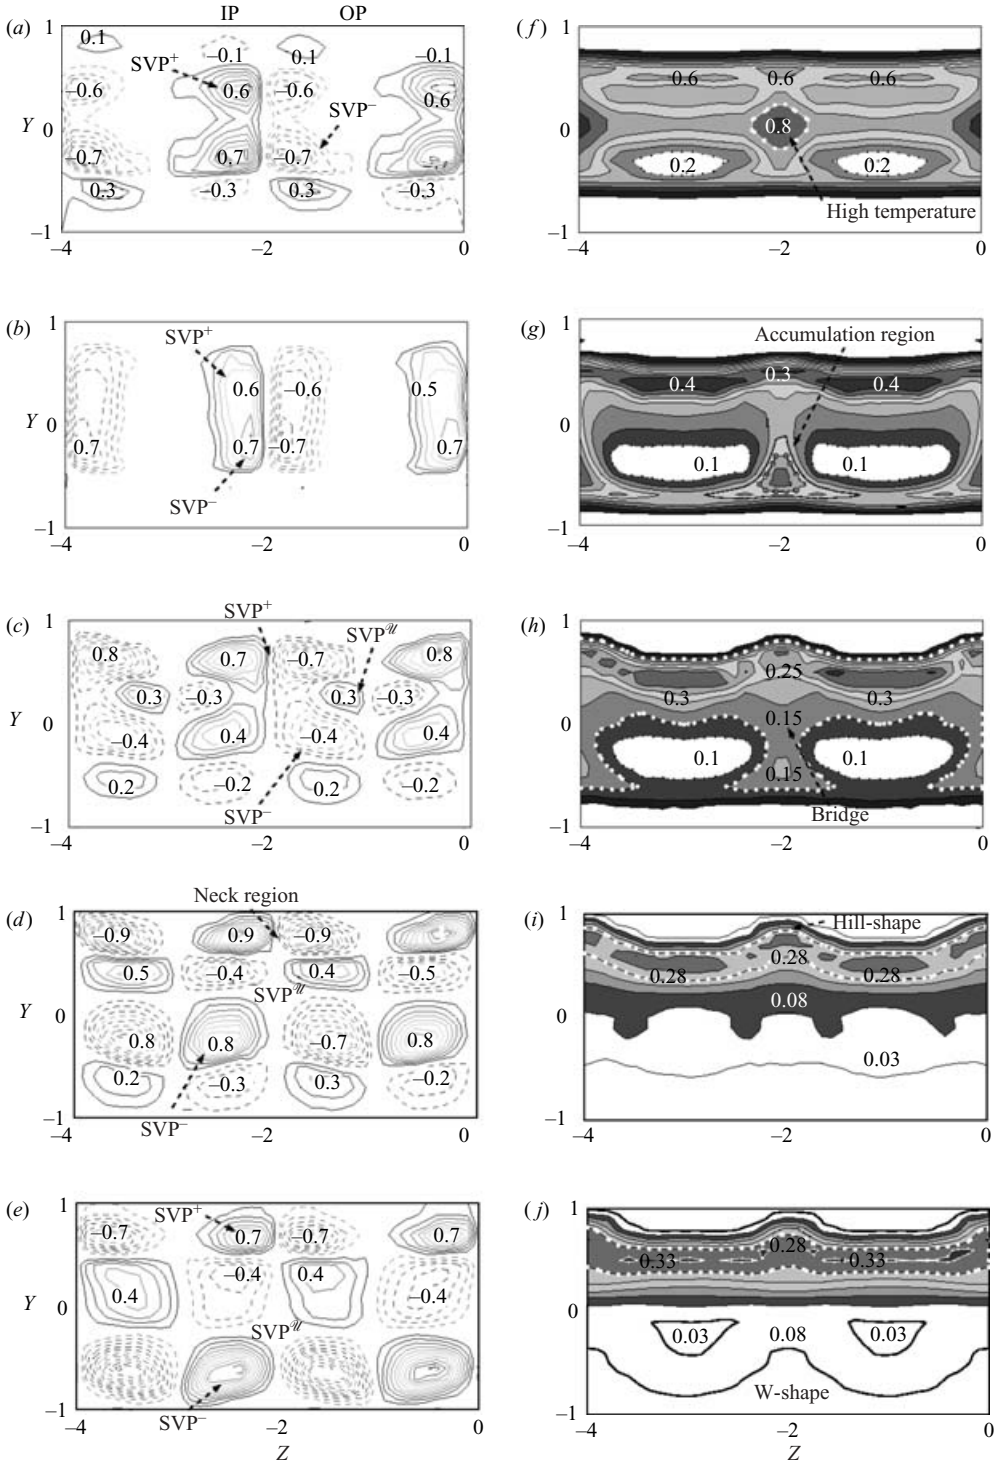 IP OP
(a) 1 0.1 –0.1 0.1 –0.1
SVP+
–0.6 0.6 –0.6 0.6
SVP–
Y 0
–0.7 0.7 –0.7
0.3 –0.3 0.3 –0.3
–1
–4 –2 0
(f) 1
0.6 0.6 0.6
0 0.8
0.2 0.2
High temperature
–1
–4 –2 0
(b) 1
SVP+
0.6 –0.6 0.5
Y 0
0.7 0.7 –0.7 0.7
SVP–
–1
–4 –2 0
(g) 1
Accumulation region
0.4 0.3 0.4
0
0.1 0.1
–1
–4 –2 0
SVP+
(c) 1
SVP𝒰
0.8 0.7 –0.7 0.8
0.3 –0.3 0.3 –0.3
Y 0
–0.4 0.4 –0.4 0.4
0.2 –0.2 0.2 –0.2
SVP–
–1
–4 –2 0
(h) 1
0.25
0.3 0.3
0 0.15
0.1 0.1
0.15
Bridge
–1
–4 –2 0
Neck region
(d) 1
–0.9 0.9 –0.9
0.5 –0.4 0.4 –0.5
SVP𝒰
Y 0
0.8 0.8 –0.7 0.8
0.2 –0.3 0.3 –0.2
SVP–
–1
–4 –2 0
(i) 1
Hill-shape
0.28 0.28 0.28
0 0.08
0.03
–1
–4 –2 0
(e) 1
SVP+
–0.7 0.7 –0.7 0.7
–0.4 0.4
Y 0 0.4 –0.4
SVP𝒰
SVP–
–1
–4 –2 0
Z
(j) 1
0.33 0.28 0.33
0
0.03 0.08 0.03
W-shape
–1
–4 –2 0
Z